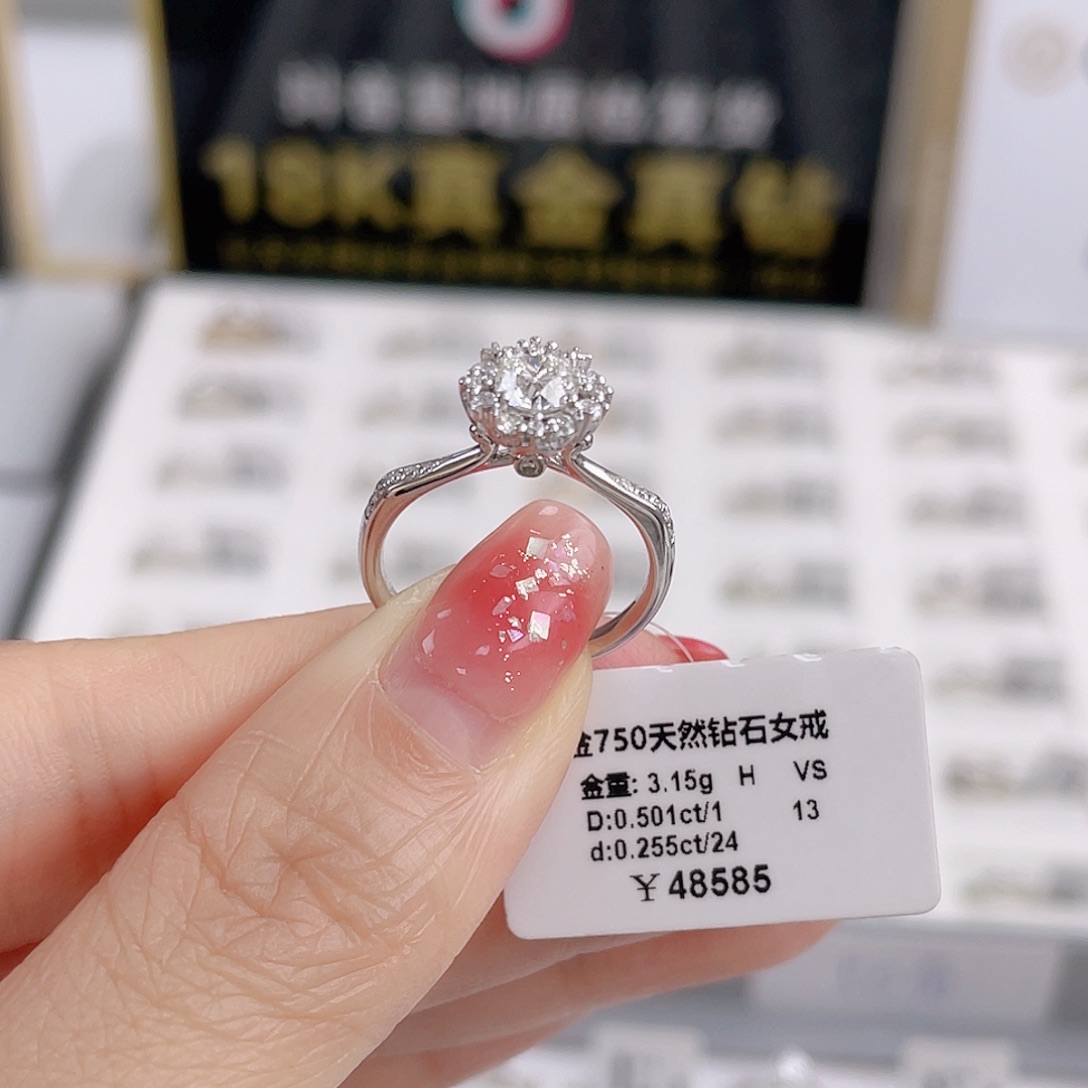 18K真金真钻
金750天然钻石女戒
金重: 3.15g H VS
D:0.501ct/1 13
d:0.255ct/24
￥48585